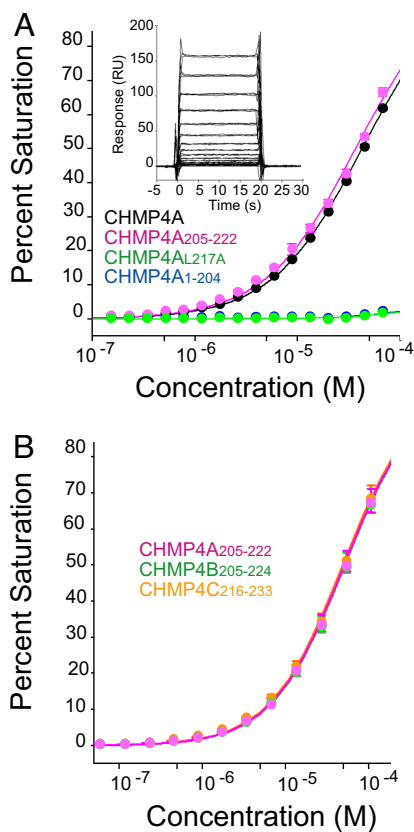 A
Percent Saturation
80
70
60
50
40
30
20
10
0
Response (RU)
200
150
100
50
0
-5 0 5 10 15 20 25 30
Time (s)
CHMP4A
CHMP4A205-222
CHMP4AL217A
CHMP4A1-204
10-7 10-6 10-5 10-4
Concentration (M)
B
Percent Saturation
80
70
60
50
40
30
20
10
0
CHMP4A205-222
CHMP4B205-224
CHMP4C216-233
10-7 10-6 10-5 10-4
Concentration (M)